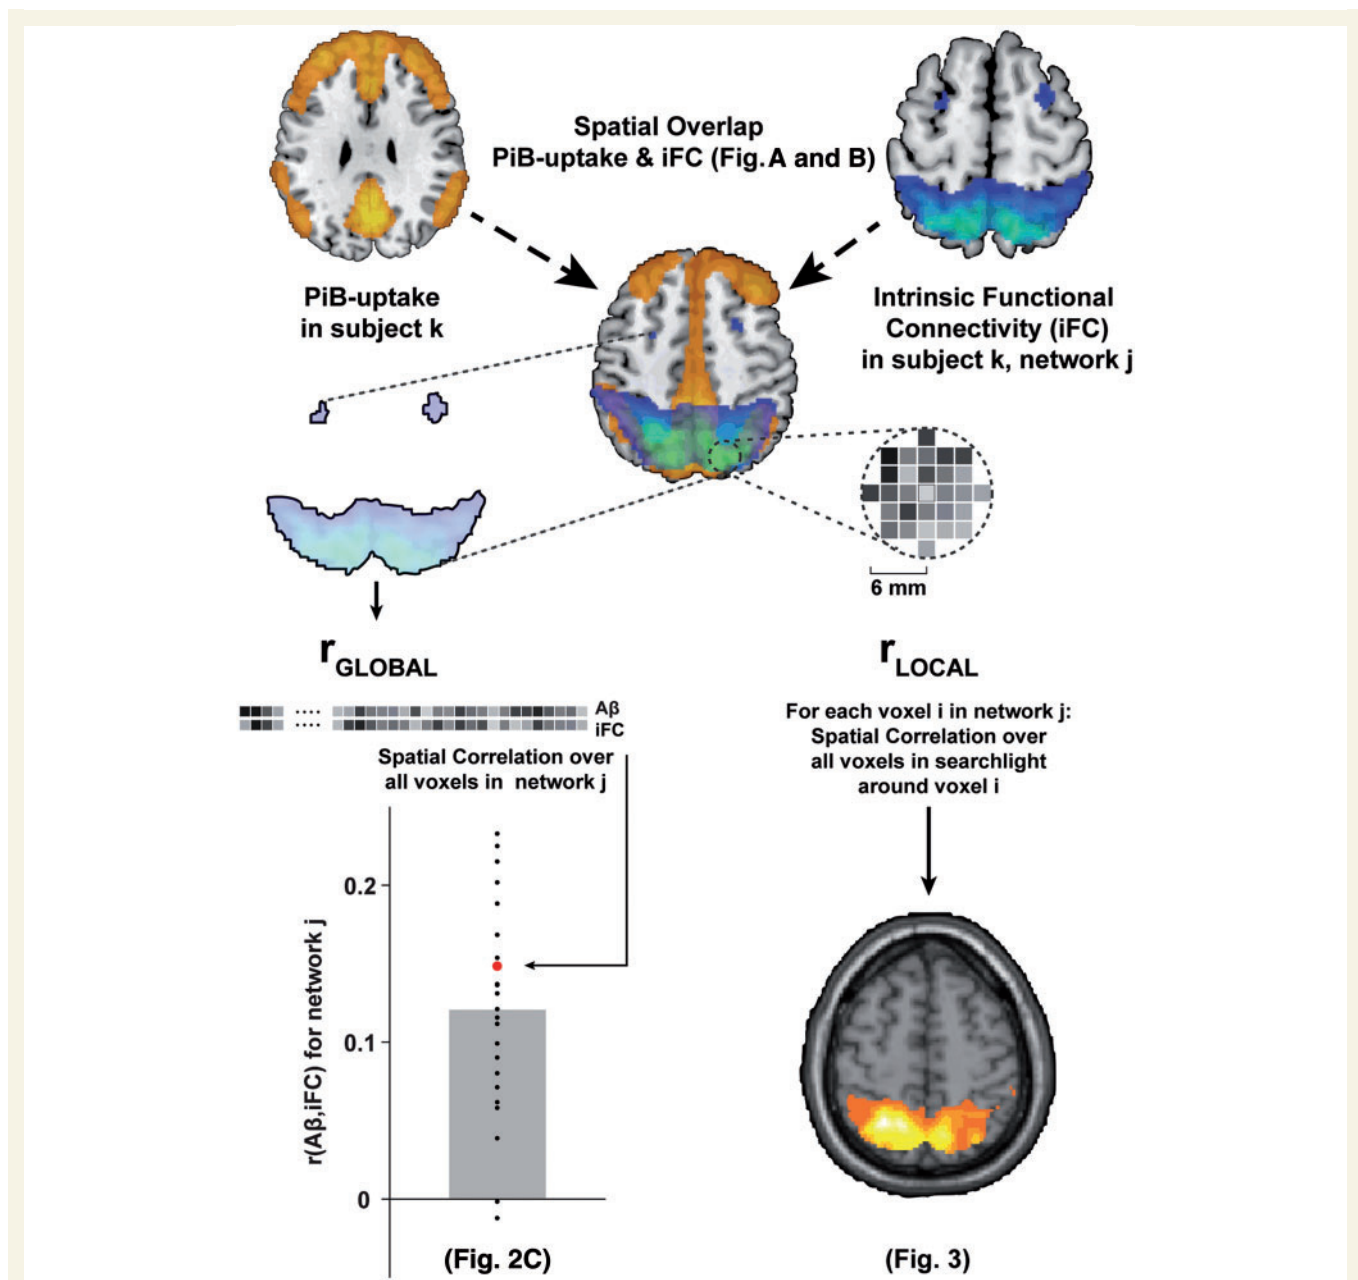 Spatial Overlap
PiB-uptake & iFC (Fig. A and B)
PiB-uptake
in subject k
Intrinsic Functional
Connectivity (iFC)
in subject k, network j
6 mm
r GLOBAL
r LOCAL
Aβ
iFC
Spatial Correlation over
all voxels in network j
For each voxel i in network j:
Spatial Correlation over
all voxels in searchlight
around voxel i
r(Aβ,iFC) for network j
0.2
0.1
0
(Fig. 2C)
(Fig. 3)